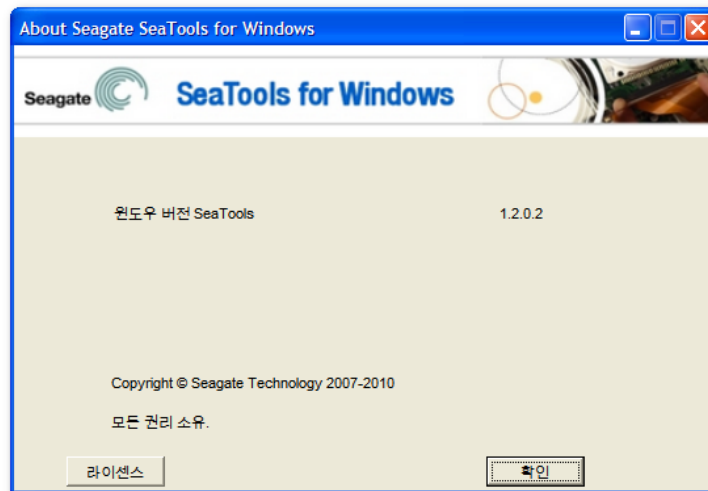 About Seagate SeaTools for Windows
Seagate SeaTools for Windows
윈도우 버전 SeaTools 1.2.0.2
Copyright © Seagate Technology 2007-2010
모든 권리 소유.
라이센스 확인